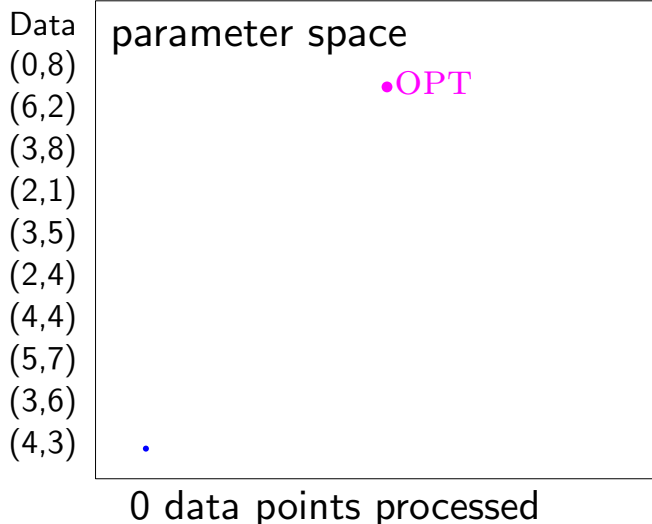 Data
(0,8)
(6,2)
(3,8)
(2,1)
(3,5)
(2,4)
(4,4)
(5,7)
(3,6)
(4,3)
parameter space
OPT
0 data points processed